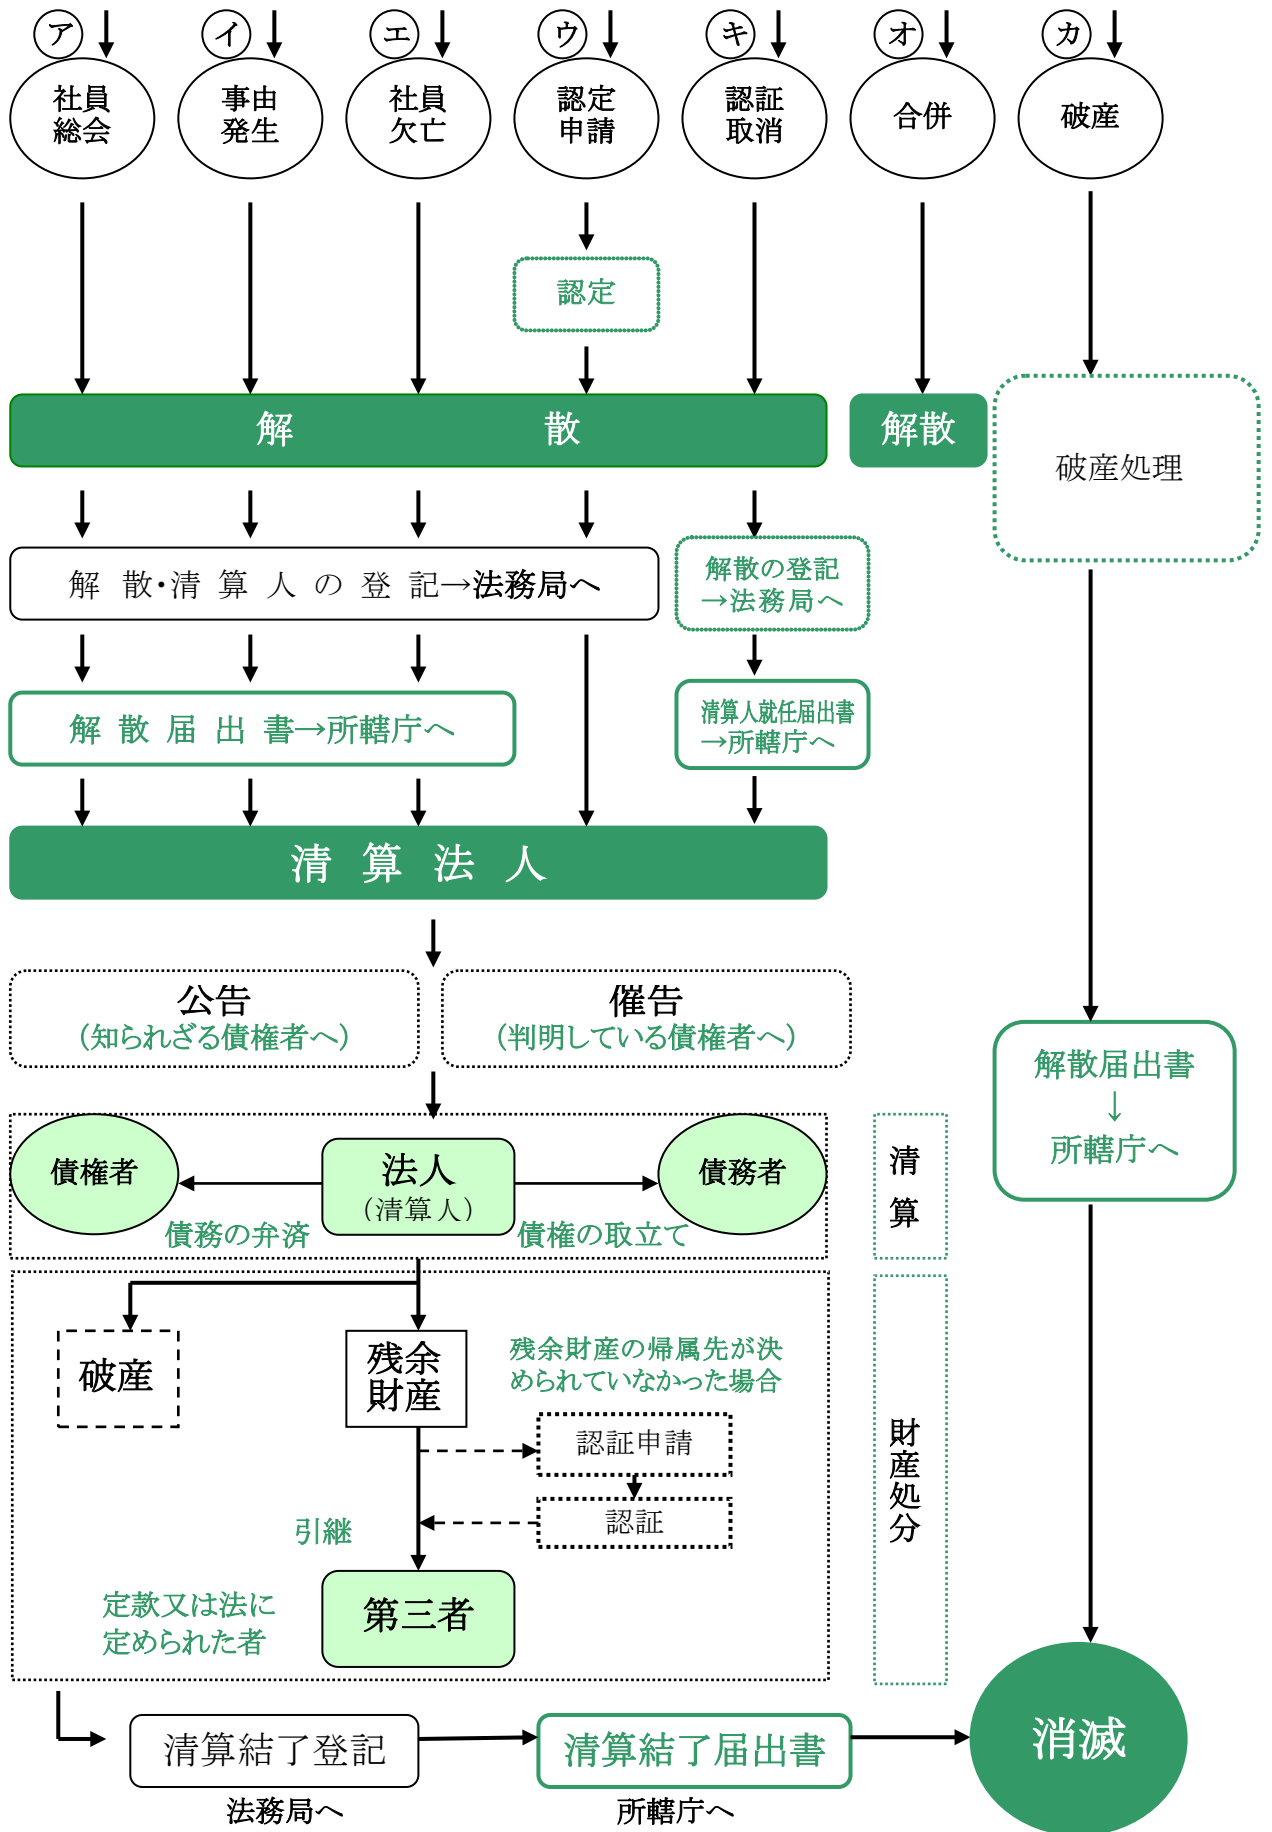 ア
イ
エ
ウ
キ
オ
カ
社員
総会
事由
発生
社員
欠亡
認定
申請
認証
取消
合併
破産
認定
解 散
解散
破産処理
解 散・清 算 人 の 登 記→法務局へ
解散の登記
→法務局へ
解 散 届 出 書→所轄庁へ
清算人就任届出書
→所轄庁へ
清 算 法 人
公告
（知られざる債権者へ）
催告
（判明している債権者へ）
解散届出書
↓
所轄庁へ
債権者
法人
（清算人）
債務者
債務の弁済
債権の取立て
清
算
破産
残余
財産
残余財産の帰属先が決
められていなかった場合
認証申請
認証
引継
財
産
処
分
定款又は法に
定められた者
第三者
清算結了登記
法務局へ
清算結了届出書
所轄庁へ
消滅